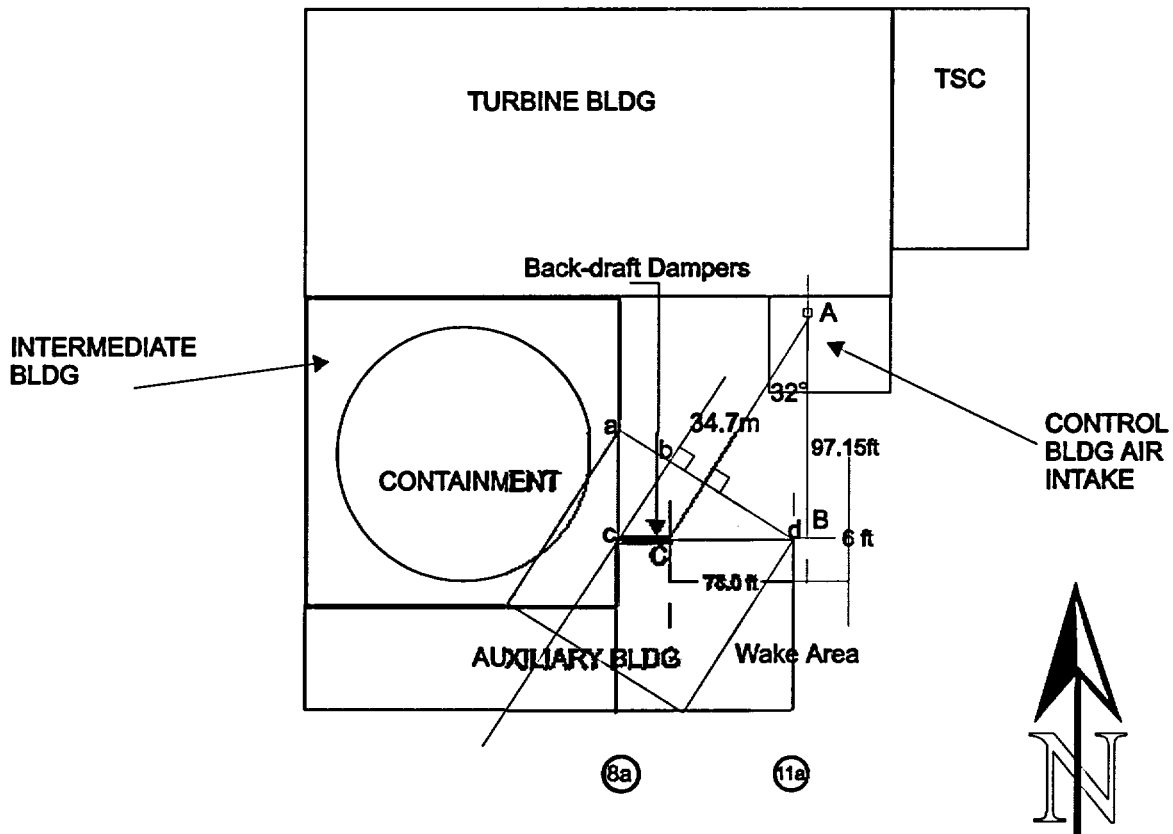 TURBINE BLDG
TSC
Back-draft Dampers
A
INTERMEDIATE
BLDG
32°
34.7m
CONTROL
BLDG AIR
INTAKE
a
b
97.15ft
CONTAINMENT
c
C
d
B
6 ft
AUXILIARY BLDG
Wake Area
8a
11a
N